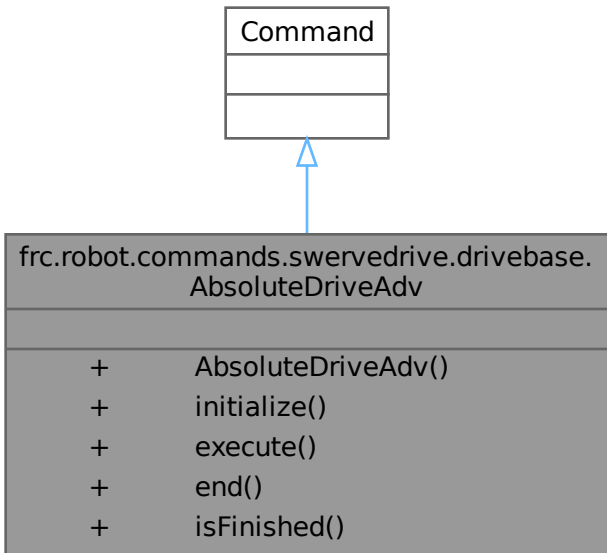 Command
frc.robot.commands.swervedrive.drivebase.
AbsoluteDriveAdv
+ AbsoluteDriveAdv()
+ initialize()
+ execute()
+ end()
+ isFinished()